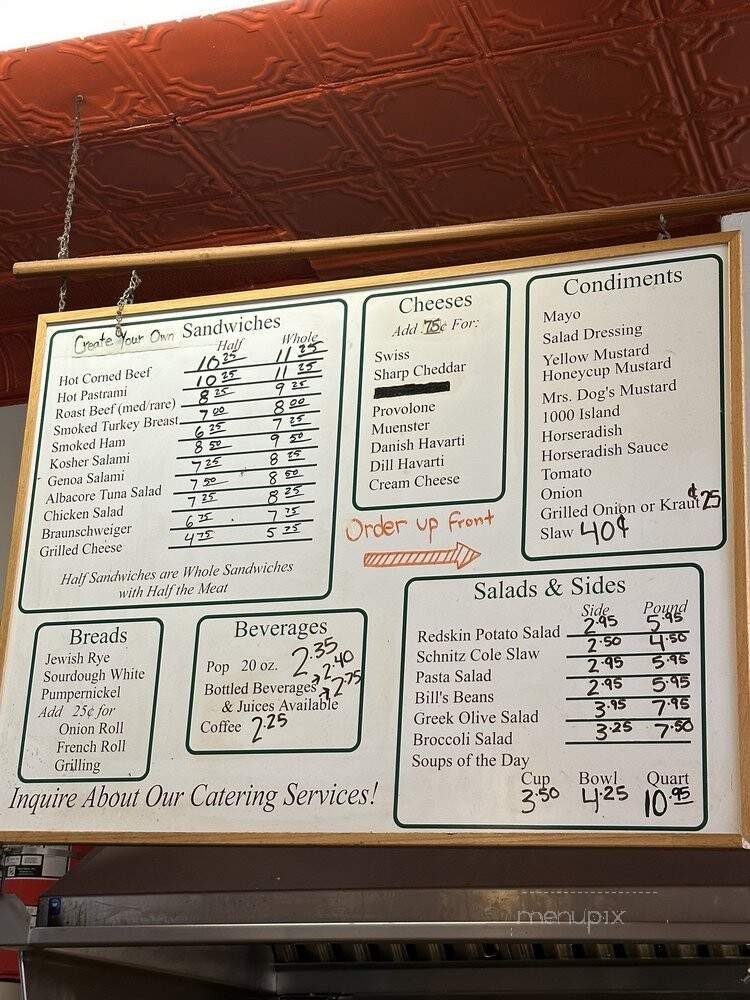 Create Your Own Sandwiches
Half Whole
Hot Corned Beef 10 25 11 25
Hot Pastrami 10 25 11 25
Roast Beef (med/rare) 8 25 9 25
Smoked Turkey Breast 7 00 8 00
Smoked Ham 6 25 7 25
Kosher Salami 8 50 9 50
Genoa Salami 7 25 8 25
Albacore Tuna Salad 7 50 8 50
Chicken Salad 7 25 8 25
Braunschweiger 6 75 7 75
Grilled Cheese 4 75 5 25
Half Sandwiches are Whole Sandwiches
with Half the Meat
Cheeses
Add .75¢ For:
Swiss
Sharp Cheddar
Provolone
Muenster
Danish Havarti
Dill Havarti
Cream Cheese
Order up front
Condiments
Mayo
Salad Dressing
Yellow Mustard
Honeycup Mustard
Mrs. Dog's Mustard
1000 Island
Horseradish
Horseradish Sauce
Tomato
Onion
Grilled Onion or Kraut ¢25
Slaw 40¢
Breads
Jewish Rye
Sourdough White
Pumpernickel
Add 25¢ for
Onion Roll
French Roll
Grilling
Beverages
Pop 20 oz. 2.35
Bottled Beverages 2.40
& Juices Available 2.75
Coffee 2.25
Salads & Sides
Side Pound
Redskin Potato Salad 2.95 5.95
Schnitz Cole Slaw 2.50 4.50
Pasta Salad 2.95 5.95
Bill's Beans 2.95 5.95
Greek Olive Salad 3.95 7.95
Broccoli Salad 3.25 7.50
Soups of the Day
Cup Bowl Quart
3.50 4.25 10.95
Inquire About Our Catering Services!
menupix